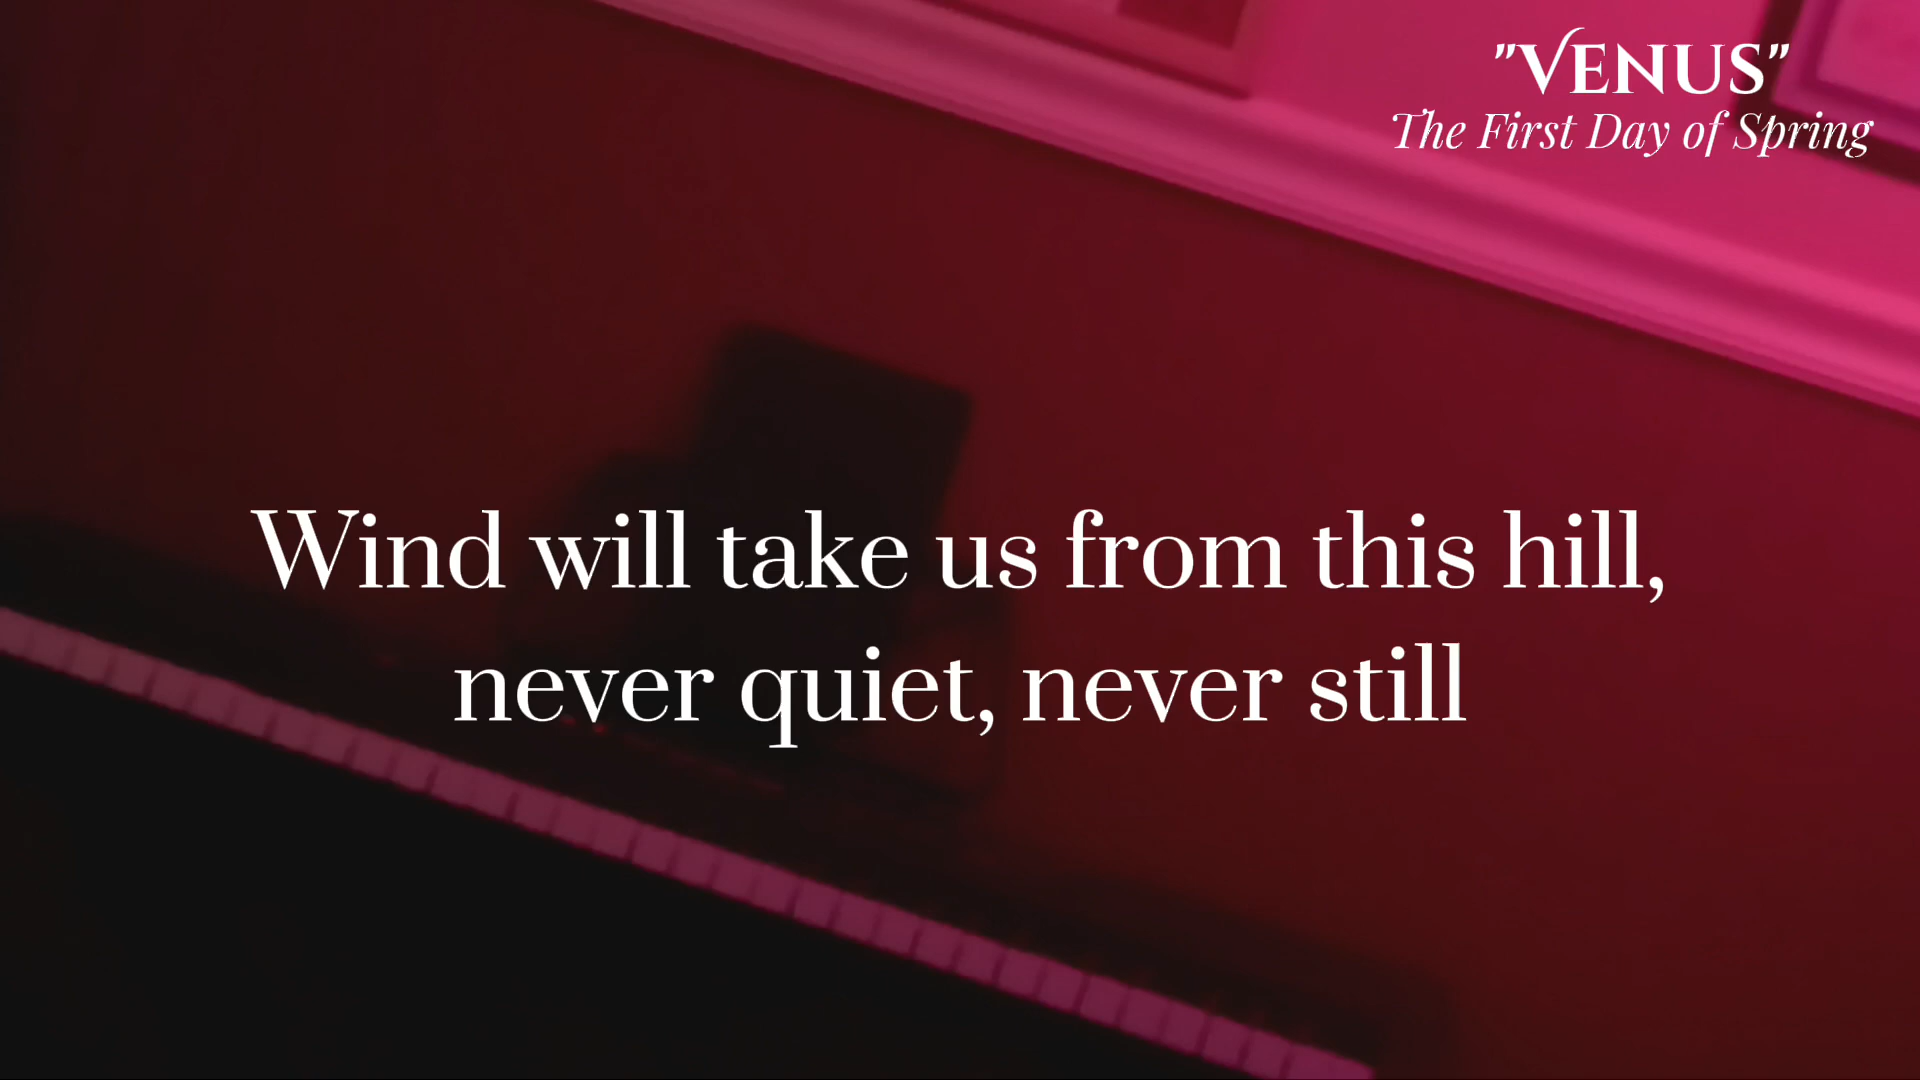 "VENUS"
The First Day of Spring
Wind will take us from this hill,
never quiet, never still